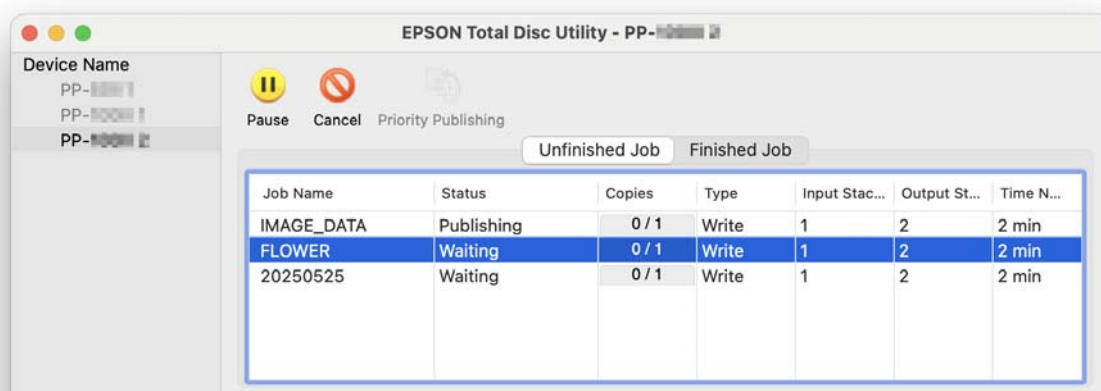 EPSON Total Disc Utility - PP-
Device Name
PP-
PP-
PP-
Pause Cancel Priority Publishing
Unfinished Job Finished Job
Job Name Status Copies Type Input Stac... Output St... Time N...
IMAGE_DATA Publishing 0 / 1 Write 1 2 2 min
FLOWER Waiting 0 / 1 Write 1 2 2 min
20250525 Waiting 0 / 1 Write 1 2 2 min